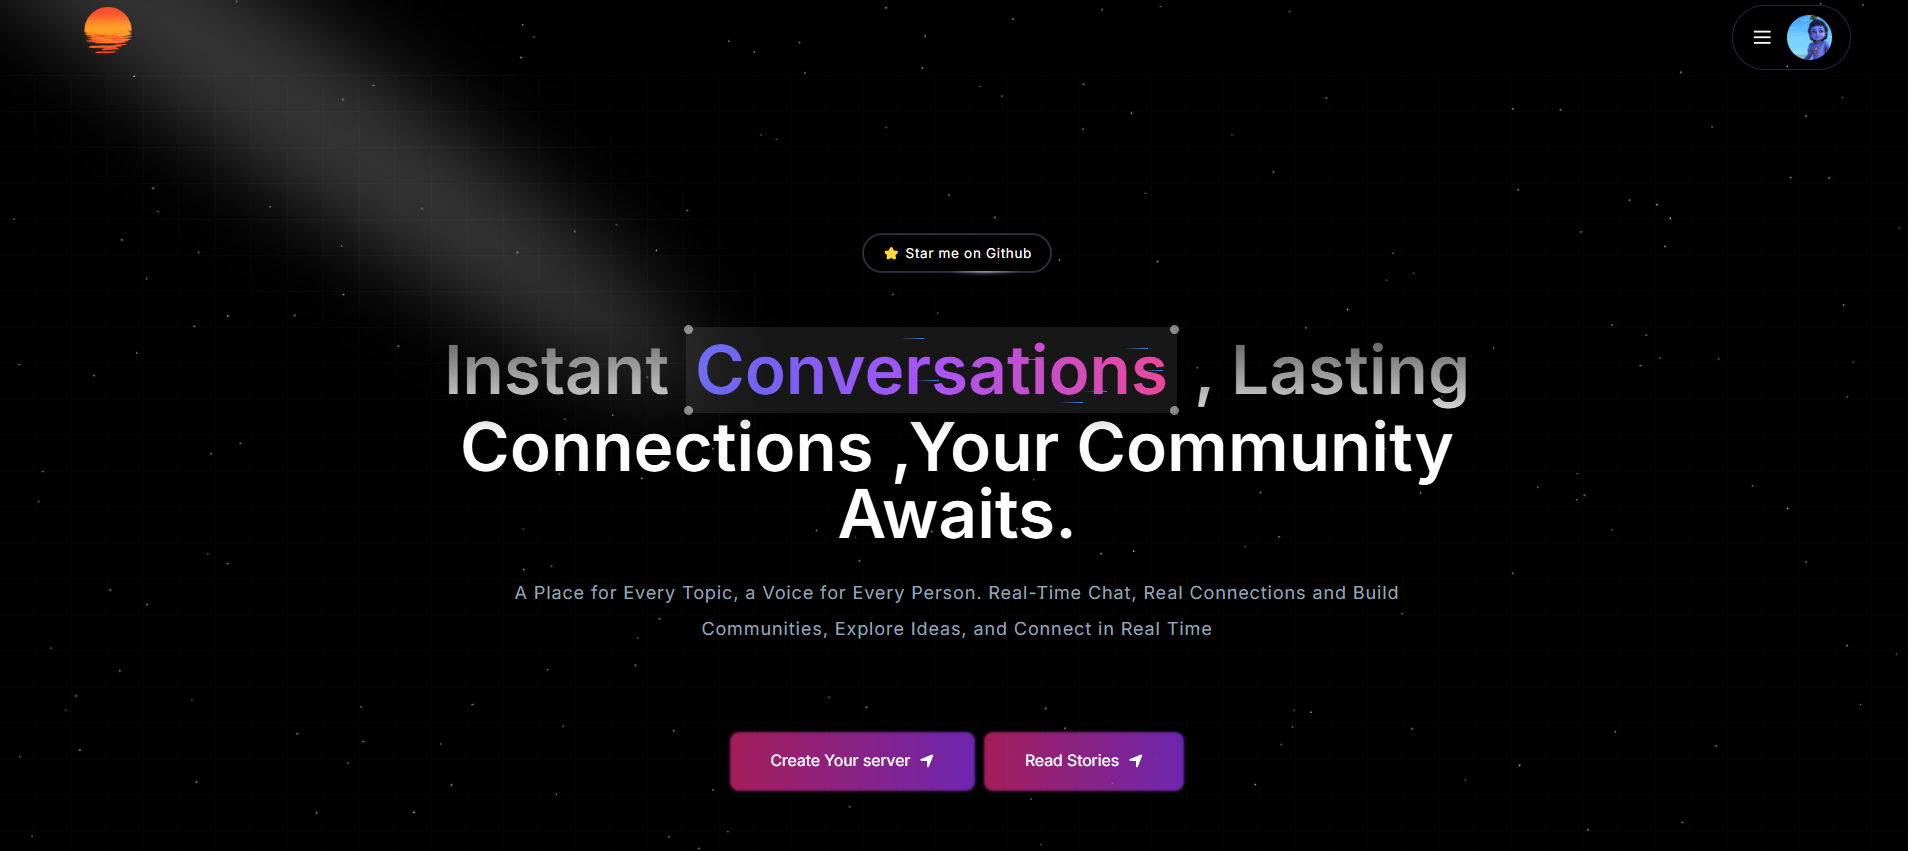 Star me on Github
Instant Conversations , Lasting
Connections ,Your Community
Awaits.
A Place for Every Topic, a Voice for Every Person. Real-Time Chat, Real Connections and Build
Communities, Explore Ideas, and Connect in Real Time
Create Your server
Read Stories